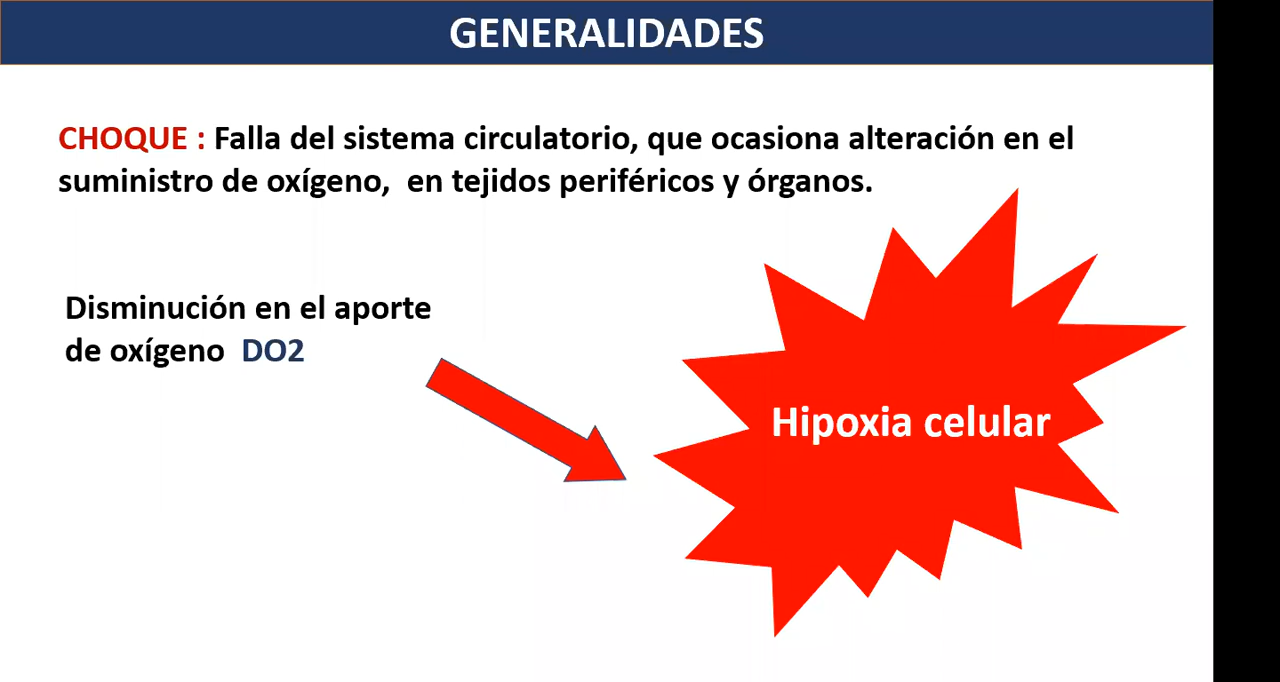 GENERALIDADES
CHOQUE : Falla del sistema circulatorio, que ocasiona alteración en el
suministro de oxígeno,  en tejidos periféricos y órganos.
Disminución en el aporte
de oxígeno  DO2
Hipoxia celular